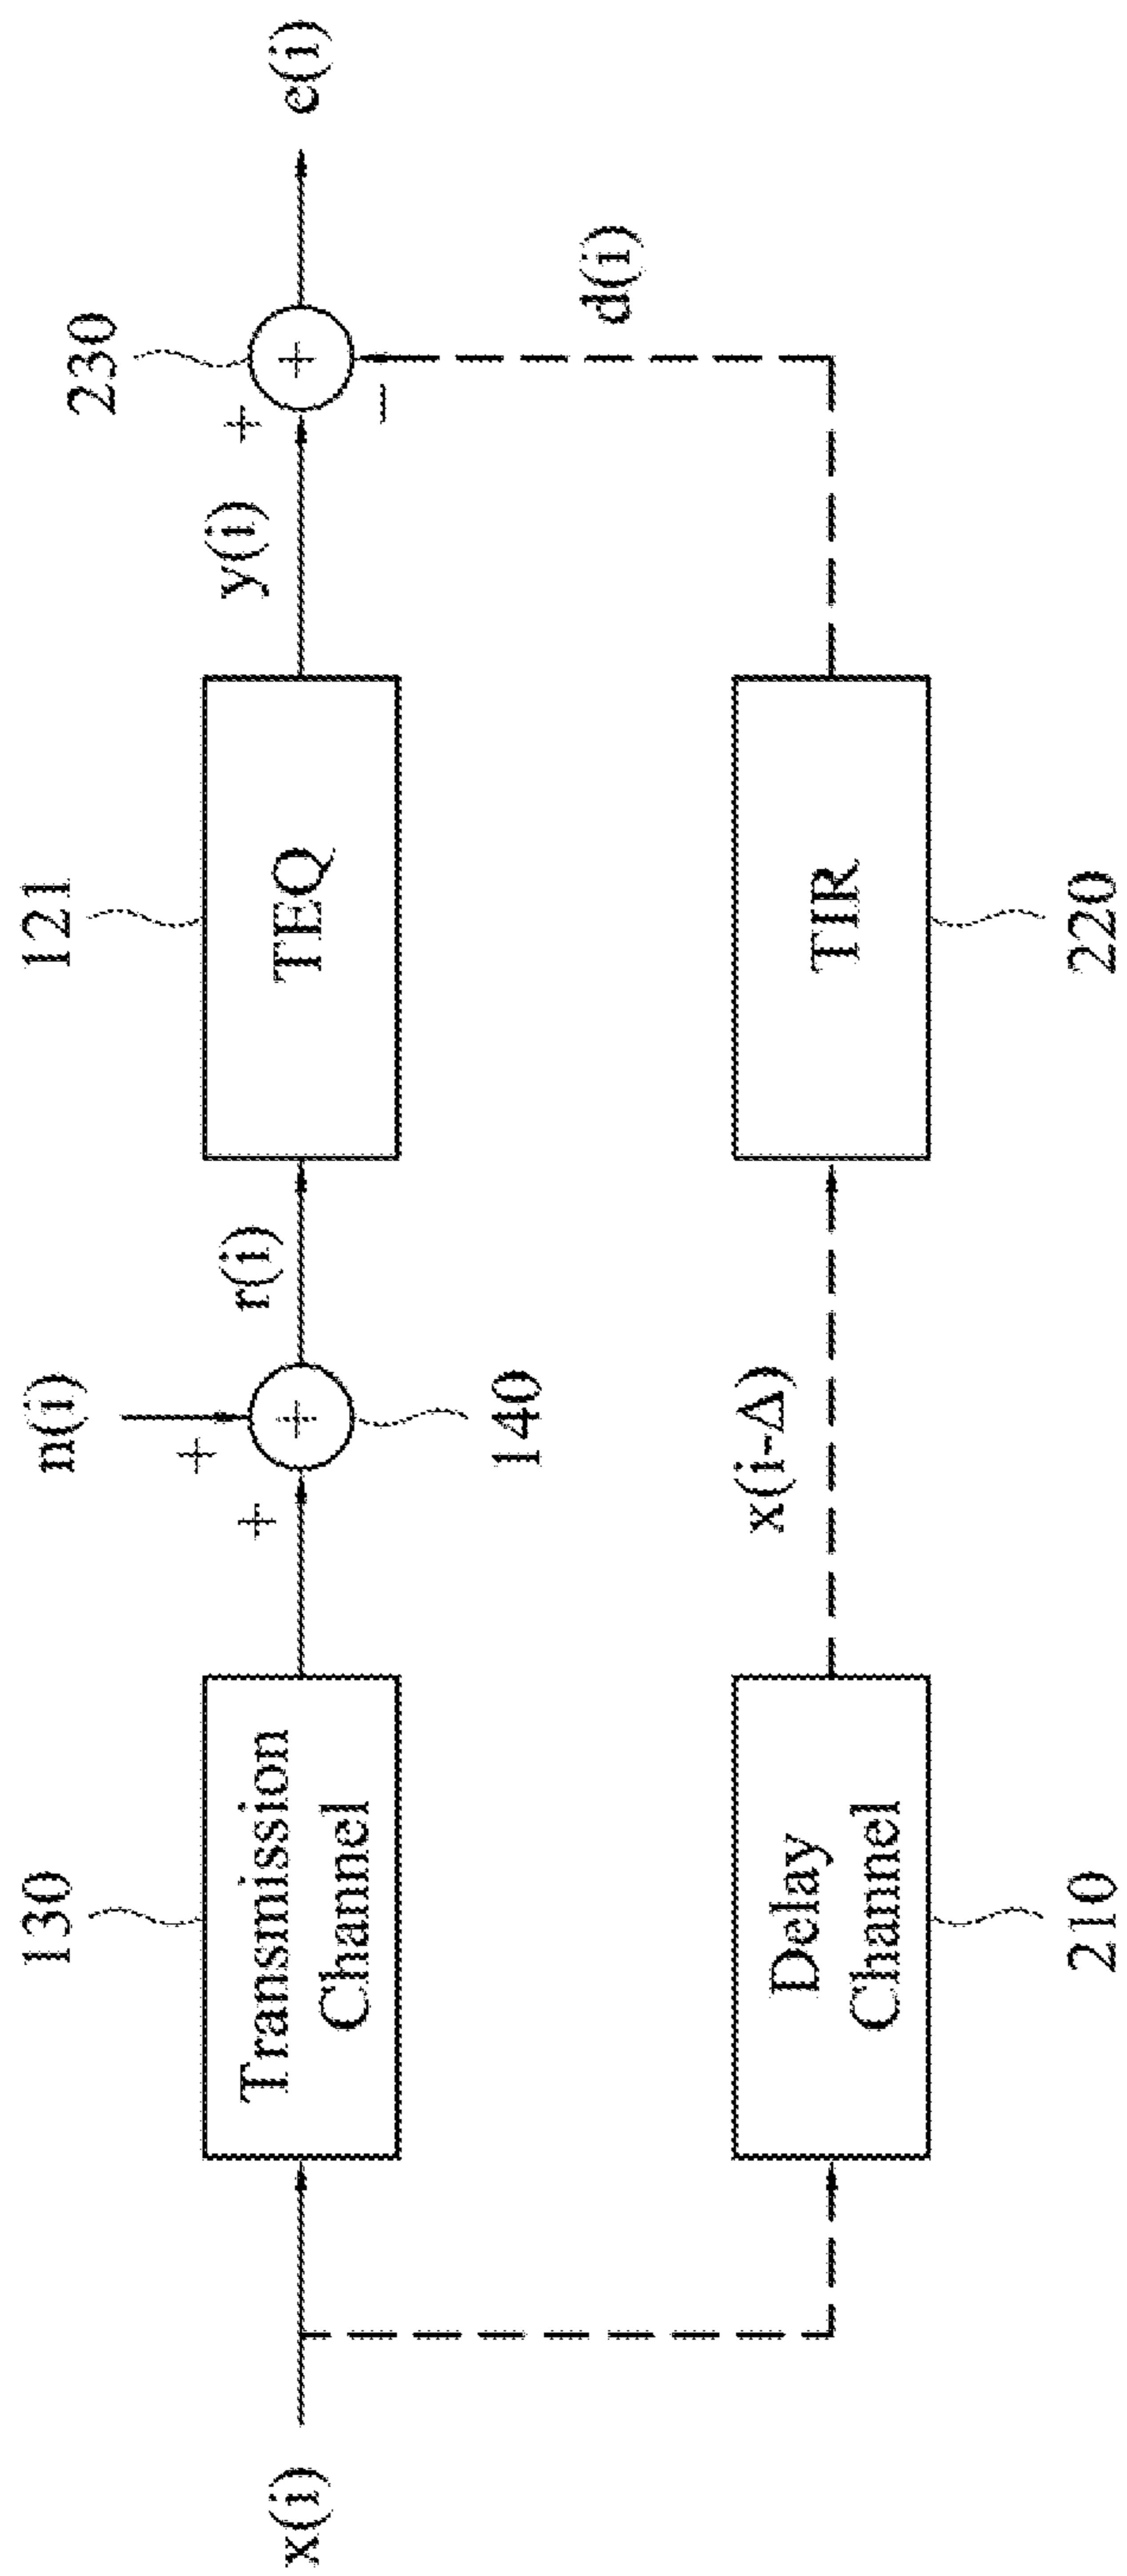 130
121
230
n(i)
x(i)
Transmission
Channel
+
+
+
r(i)
TEQ
y(i)
+
+
−
e(i)
140
x(i-Δ)
d(i)
Delay
Channel
TIR
210
220